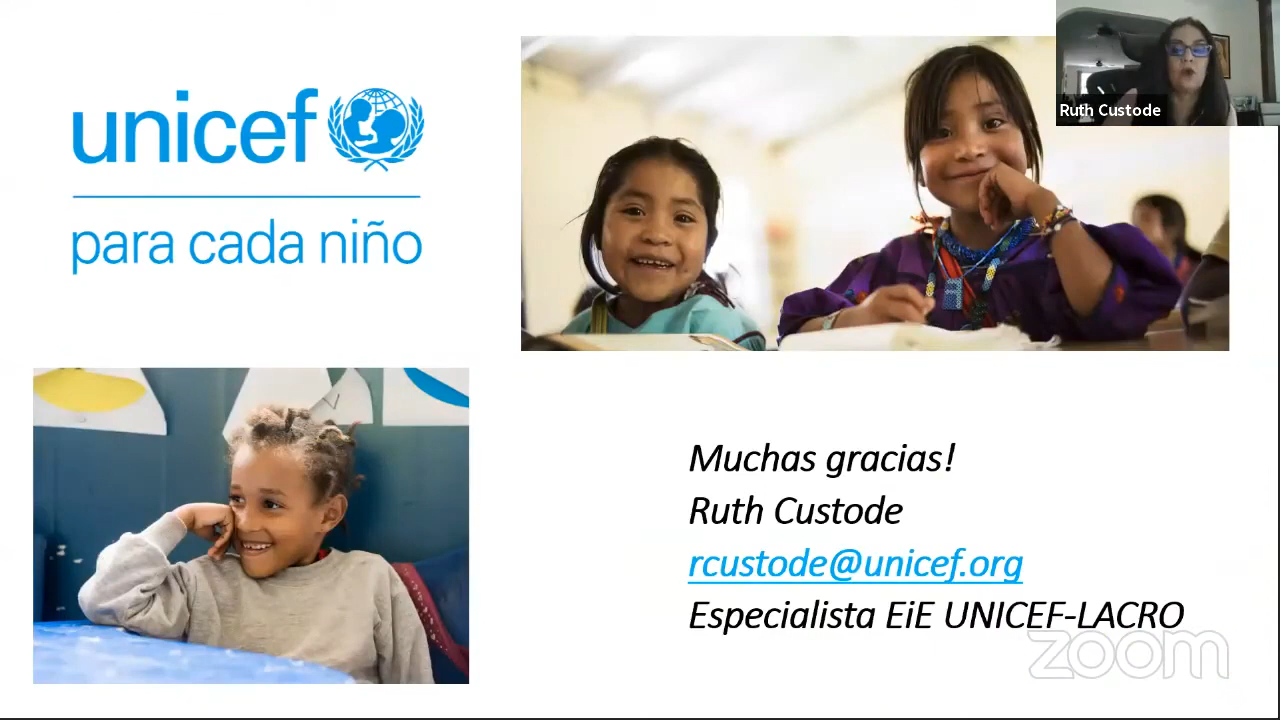 unicef
para cada niño
Ruth Custode
Muchas gracias!
Ruth Custode
rcustode@unicef.org
Especialista EiE UNICEF-LACRO
zoom